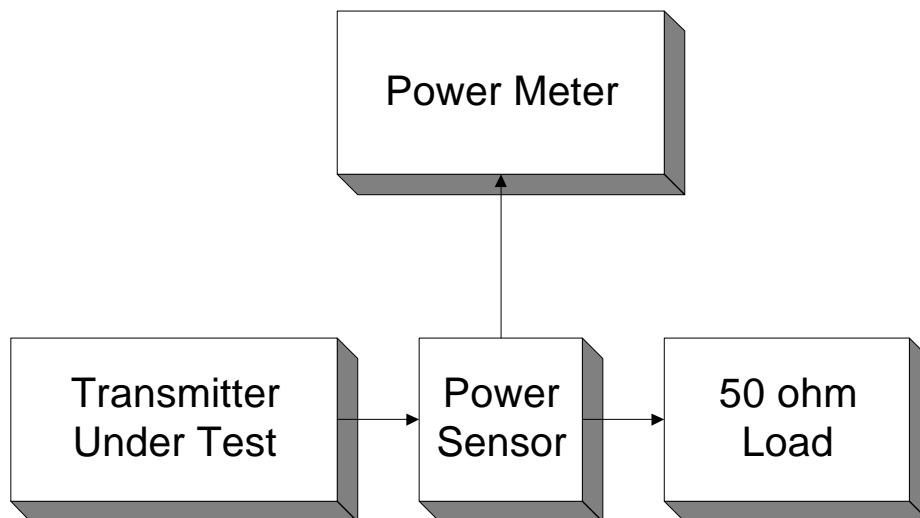 Power Meter
Transmitter
Under Test
Power
Sensor
50 ohm
Load